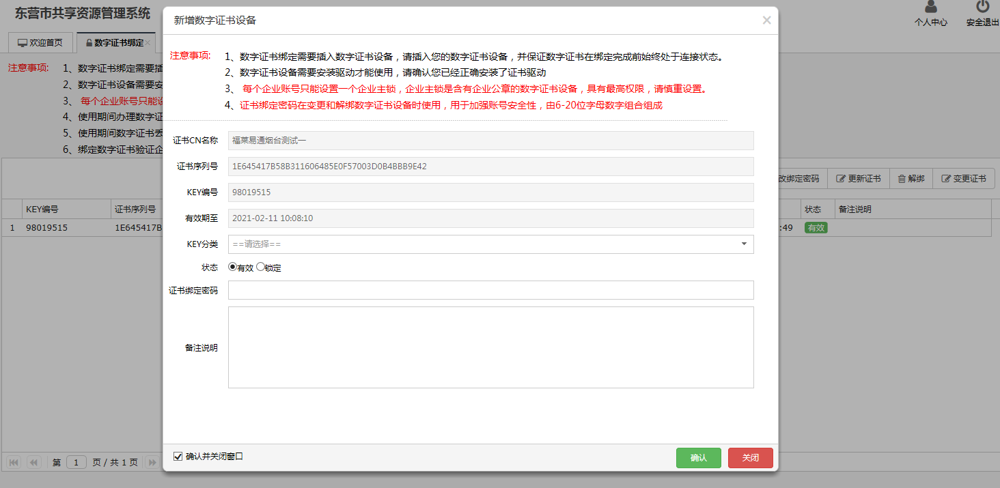 东营市共享资源管理系统
个人中心
安全退出
欢迎首页
数字证书绑定
注意事项:
1、数字证书绑定需要插
2、数字证书设备需要安
3、 每个企业账号只能设
4、使用期间办理数字证
5、使用期间数字证书丢
6、绑定数字证书验证企
改绑定密码
更新证书
解绑
变更证书
KEY编号
证书序列号
状态
备注说明
1
98019515
1E645417B
:49
有效
第 1 页 / 共 1 页
新增数字证书设备
注意事项:
1、数字证书绑定需要插入数字证书设备，请插入您的数字证书设备，并保证数字证书在绑定完成前始终处于连接状态。
2、数字证书设备需要安装驱动才能使用，请确认您已经正确安装了证书驱动
3、 每个企业账号只能设置一个企业主锁，企业主锁是含有企业公章的数字证书设备，具有最高权限，请慎重设置。
4、证书绑定密码在变更和解绑数字证书设备时使用，用于加强账号安全性，由6-20位字母数字组合组成
证书CN名称 福莱易通烟台测试一
证书序列号 1E645417B58B311606485E0F57003D0B4BBB9E42
KEY编号 98019515
有效期至 2021-02-11 10:08:10
KEY分类 ==请选择==
状态 有效 锁定
证书绑定密码
备注说明
确认并关闭窗口
确认
关闭